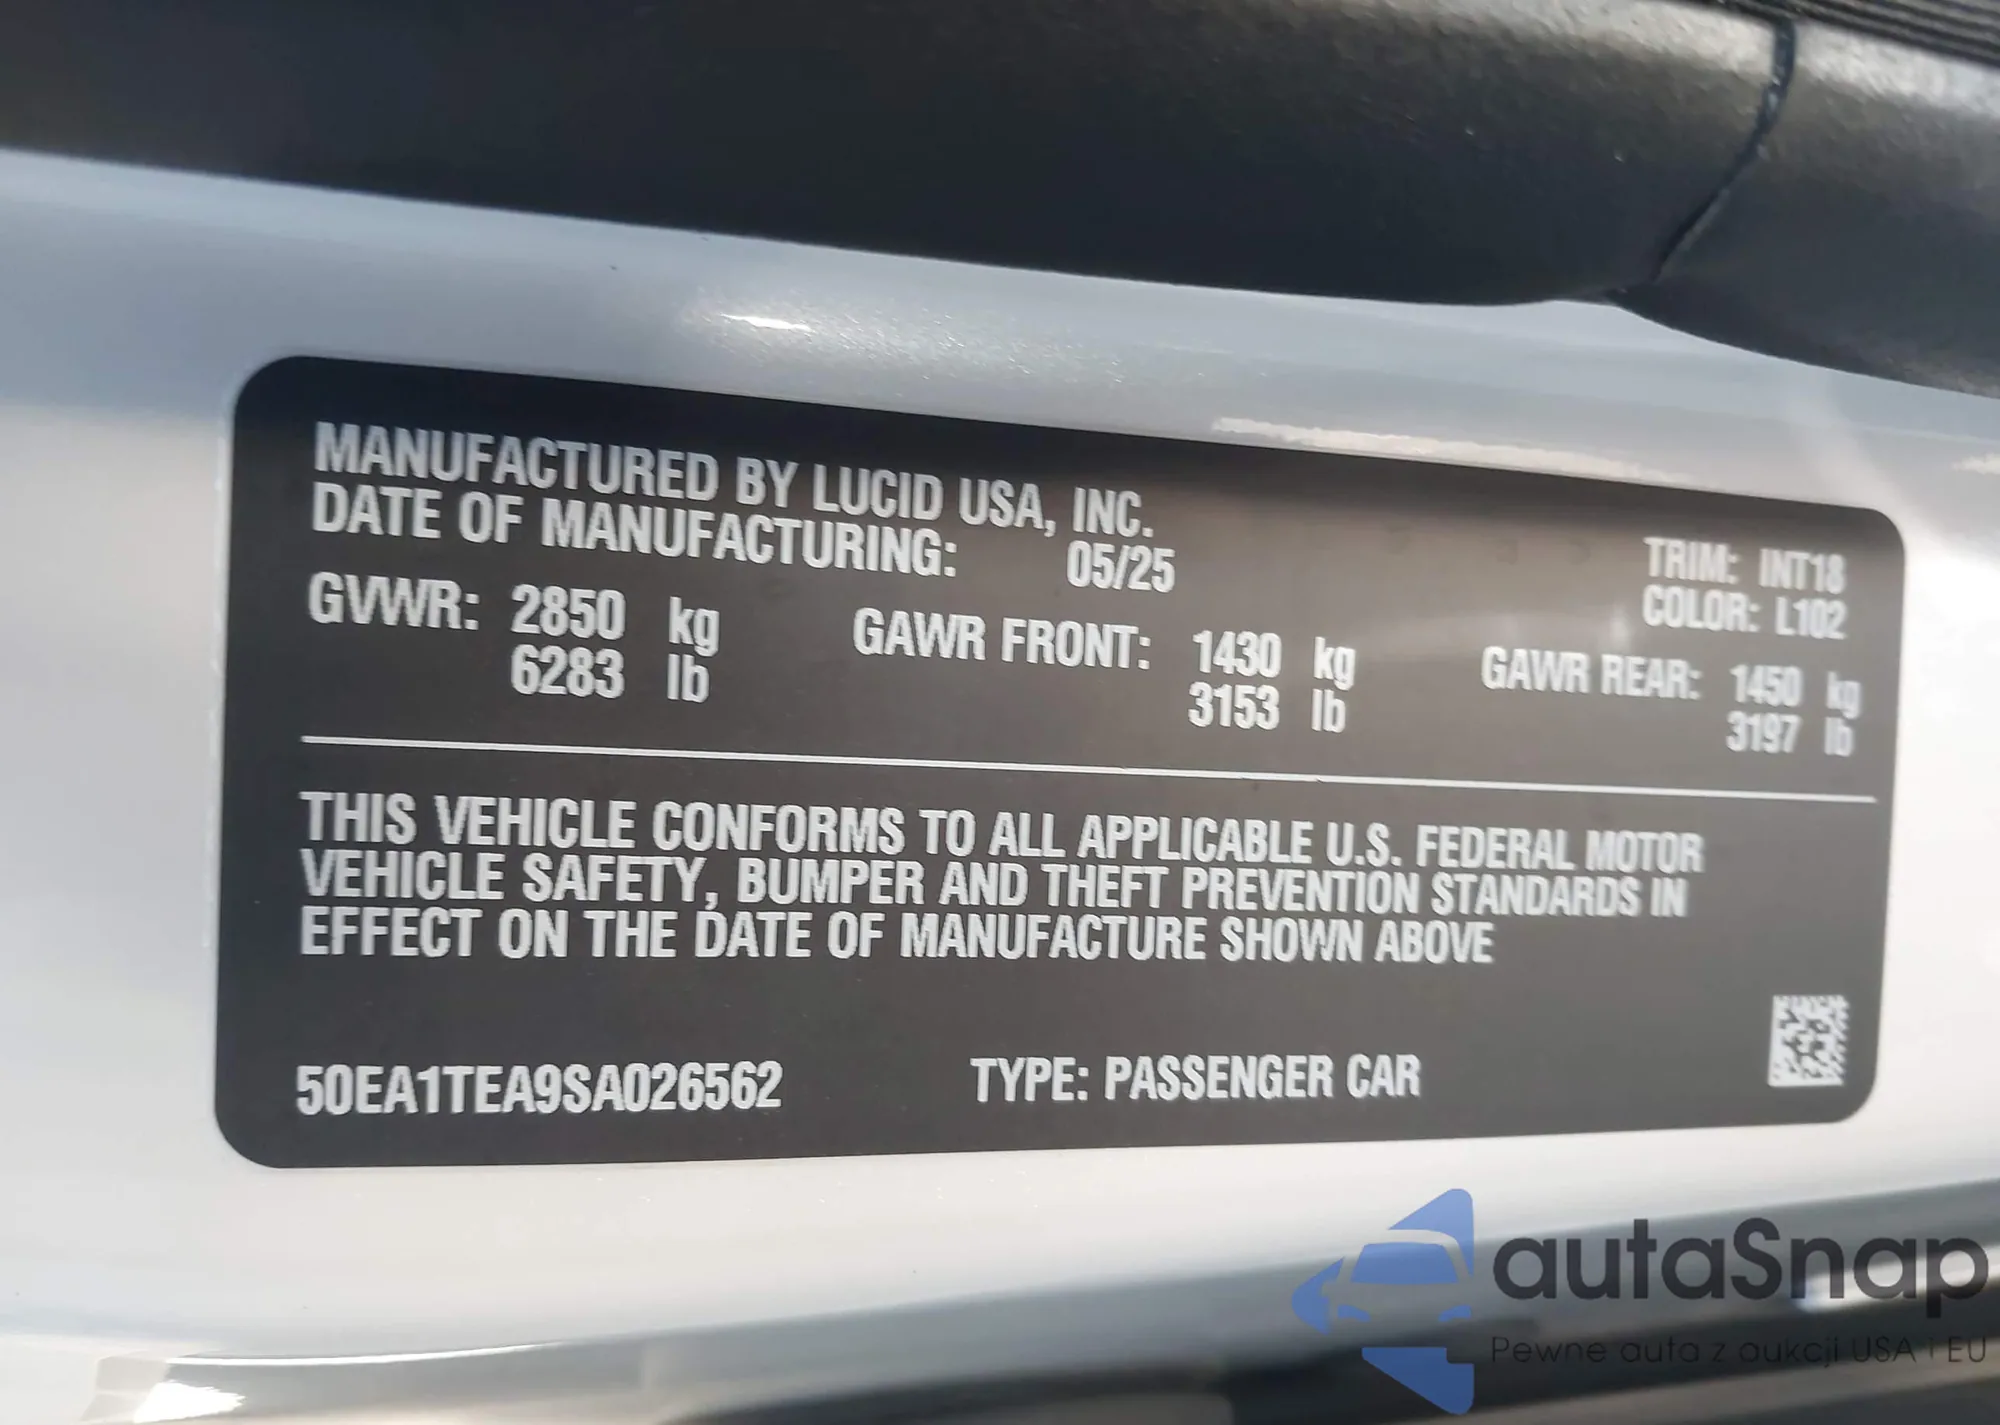 MANUFACTURED BY LUCID USA, INC.
DATE OF MANUFACTURING: 05/25
TRIM: INT18
COLOR: L102
GVWR: 2850 kg GAWR FRONT: 1430 kg GAWR REAR: 1450 kg
6283 lb 3153 lb 3197 lb
THIS VEHICLE CONFORMS TO ALL APPLICABLE U.S. FEDERAL MOTOR
VEHICLE SAFETY, BUMPER AND THEFT PREVENTION STANDARDS IN
EFFECT ON THE DATE OF MANUFACTURE SHOWN ABOVE
50EA1TEA9SA026562 TYPE: PASSENGER CAR
autaSnap
Pewne auta z aukcji USA i EU